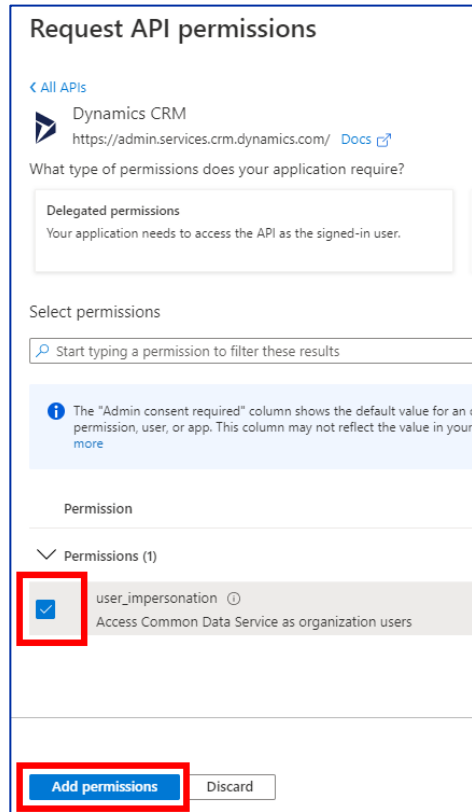 Request API permissions
All APIs
Dynamics CRM
https://admin.services.crm.dynamics.com/ Docs
What type of permissions does your application require?
Delegated permissions
Your application needs to access the API as the signed-in user.
Select permissions
Start typing a permission to filter these results
The "Admin consent required" column shows the default value for an
permission, user, or app. This column may not reflect the value in your
more
Permission
Permissions (1)
user_impersonation
Access Common Data Service as organization users
Add permissions
Discard